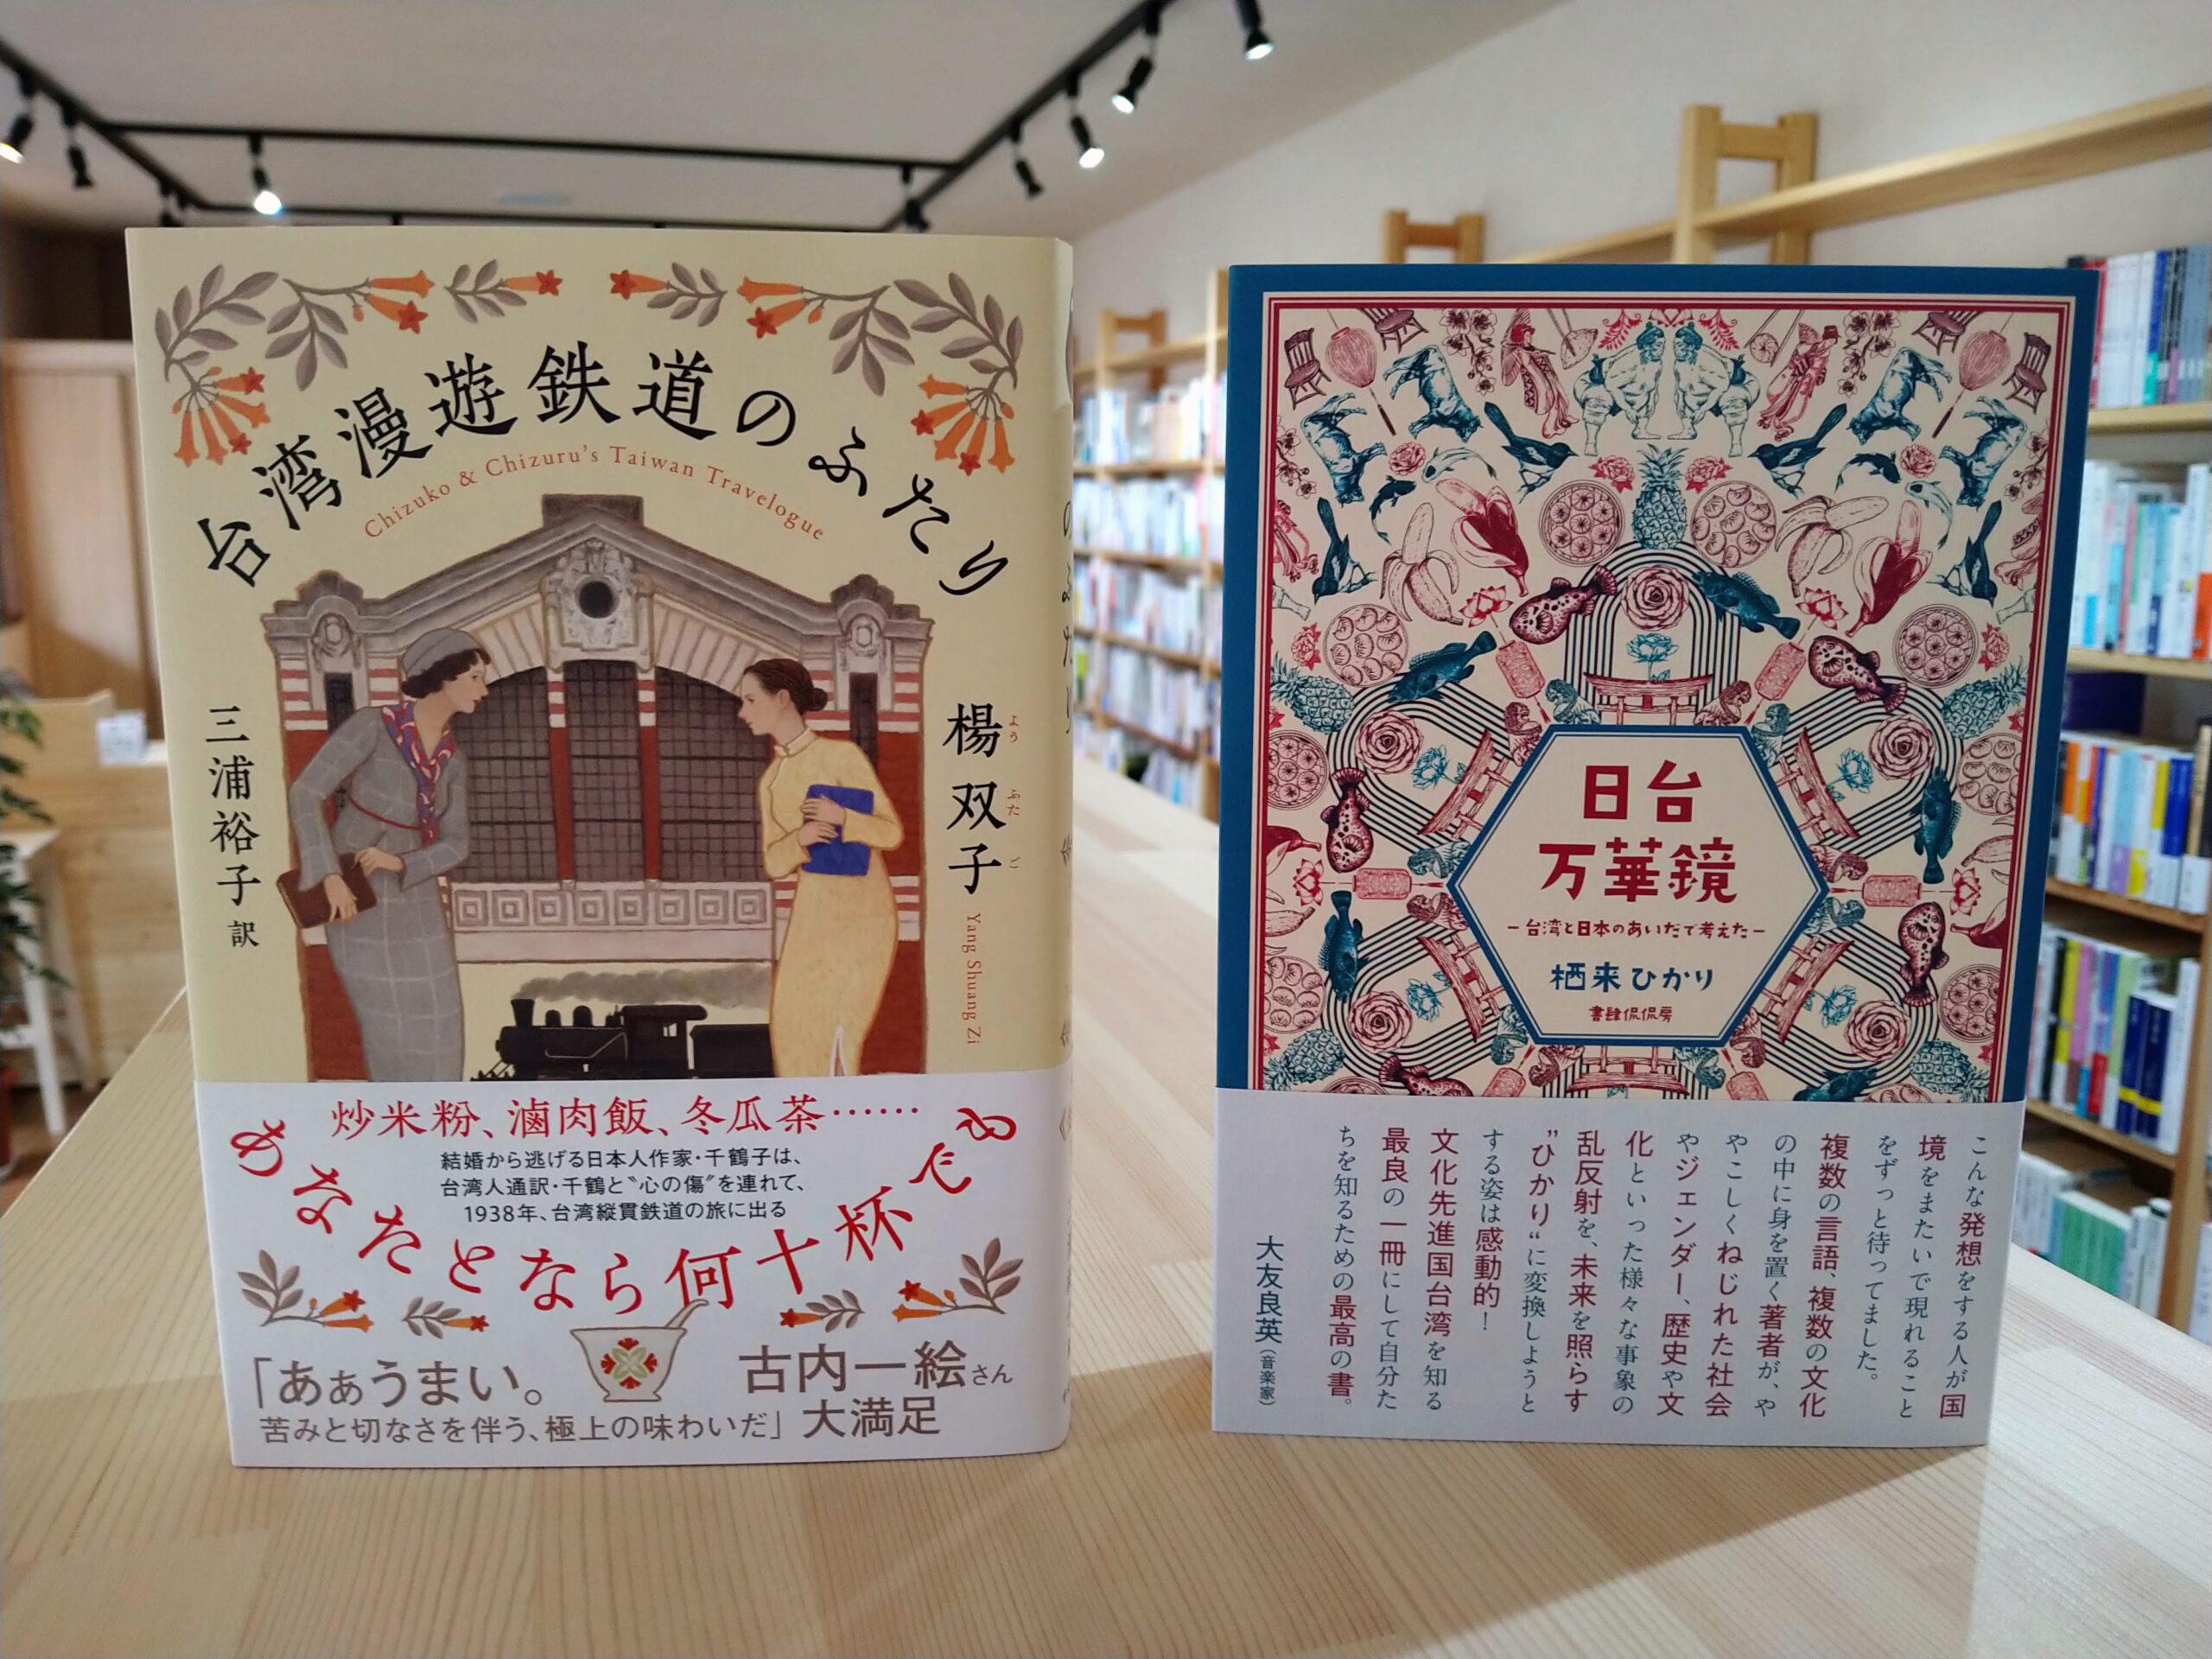 台湾漫遊鉄道のふたり
Chizuko & Chizuru's Taiwan Travelogue
楊双子
よう ふた ご
Yang Shuang Zi
三浦裕子 訳
炒米粉、滷肉飯、冬瓜茶……
あなたとなら何十杯でも
結婚から逃げる日本人作家・千鶴子は、
台湾人通訳・千鶴と〝心の傷〟を連れて、
1938年、台湾縦貫鉄道の旅に出る
「あぁうまい。
苦みと切なさを伴う、極上の味わいだ」
古内一絵さん
大満足
日台
万華鏡
−台湾と日本のあいだで考えた−
栖来ひかり
書肆侃侃房
こんな発想をする人が国
境をまたいで現れること
をずっと待ってました。
複数の言語、複数の文化
の中に身を置く著者が、や
やこしくねじれた社会
やジェンダー、歴史や文
化といった様々な事象の
乱反射を、未来を照らす
〝ひかり〟に変換しようと
する姿は感動的！
文化先進国台湾を知る
最良の一冊にして自分た
ちを知るための最高の書。
大友良英（音楽家）